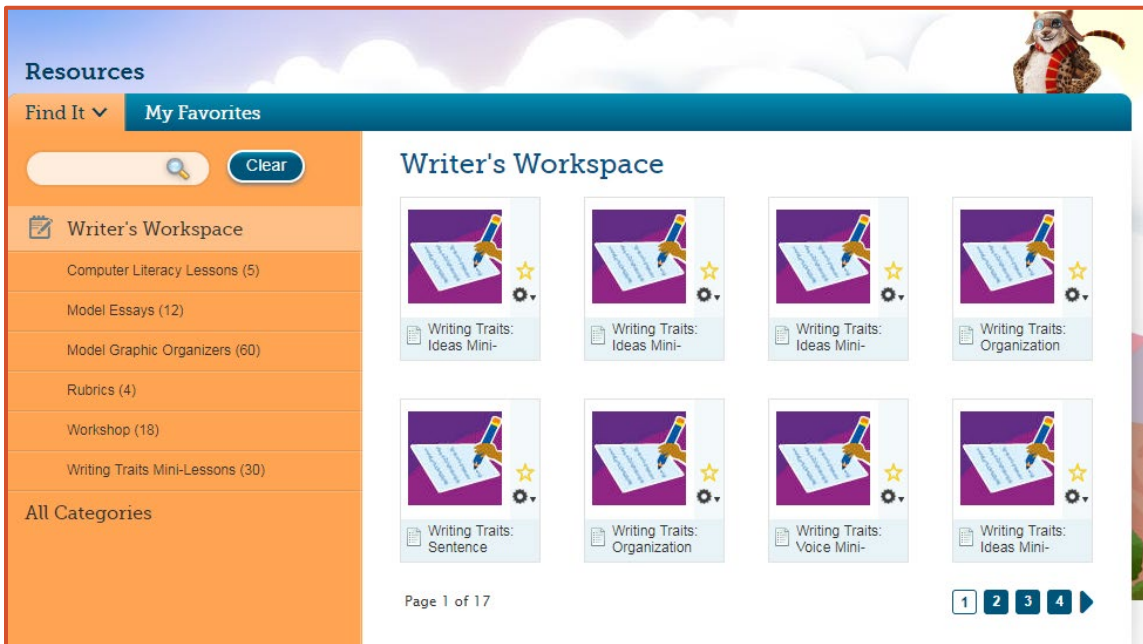 Resources
Find It
My Favorites
Clear
Writer's Workspace
Computer Literacy Lessons (5)
Model Essays (12)
Model Graphic Organizers (60)
Rubrics (4)
Workshop (18)
Writing Traits Mini-Lessons (30)
All Categories
Writer's Workspace
Writing Traits:
Ideas Mini-
Writing Traits:
Ideas Mini-
Writing Traits:
Ideas Mini-
Writing Traits:
Organization
Writing Traits:
Sentence
Writing Traits:
Organization
Writing Traits:
Voice Mini-
Writing Traits:
Ideas Mini-
Page 1 of 17
1 2 3 4